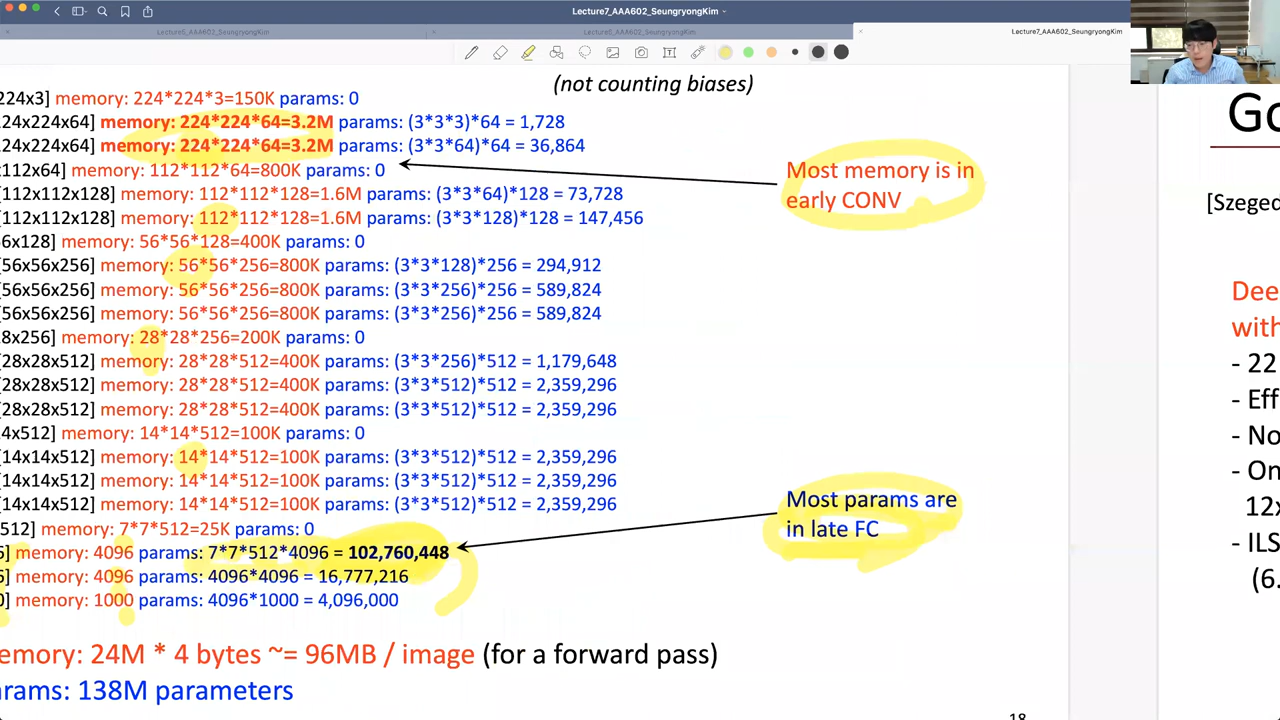 Lecture7_AAA602_SeungryongKim
Lecture6_AAA602_SeungryongKim
Lecture7_AAA602_SeungryongKim
(not counting biases)
224x3] memory: 224*224*3=150K params: 0
24x224x64] memory: 224*224*64=3.2M params: (3*3*3)*64 = 1,728
24x224x64] memory: 224*224*64=3.2M params: (3*3*64)*64 = 36,864
x112x64] memory: 112*112*64=800K params: 0
[112x112x128] memory: 112*112*128=1.6M params: (3*3*64)*128 = 73,728
[112x112x128] memory: 112*112*128=1.6M params: (3*3*128)*128 = 147,456
56x128] memory: 56*56*128=400K params: 0
[56x56x256] memory: 56*56*256=800K params: (3*3*128)*256 = 294,912
[56x56x256] memory: 56*56*256=800K params: (3*3*256)*256 = 589,824
[56x56x256] memory: 56*56*256=800K params: (3*3*256)*256 = 589,824
8x256] memory: 28*28*256=200K params: 0
[28x28x512] memory: 28*28*512=400K params: (3*3*256)*512 = 1,179,648
[28x28x512] memory: 28*28*512=400K params: (3*3*512)*512 = 2,359,296
[28x28x512] memory: 28*28*512=400K params: (3*3*512)*512 = 2,359,296
4x512] memory: 14*14*512=100K params: 0
[14x14x512] memory: 14*14*512=100K params: (3*3*512)*512 = 2,359,296
[14x14x512] memory: 14*14*512=100K params: (3*3*512)*512 = 2,359,296
[14x14x512] memory: 14*14*512=100K params: (3*3*512)*512 = 2,359,296
512] memory: 7*7*512=25K params: 0
6] memory: 4096 params: 7*7*512*4096 = 102,760,448
6] memory: 4096 params: 4096*4096 = 16,777,216
0] memory: 1000 params: 4096*1000 = 4,096,000
Most memory is in
early CONV
Most params are
in late FC
emory: 24M * 4 bytes ~= 96MB / image (for a forward pass)
arams: 138M parameters
18
Go
[Szeged
Dee
with
- 22
- Eff
- No
- On
12x
- ILS
(6.